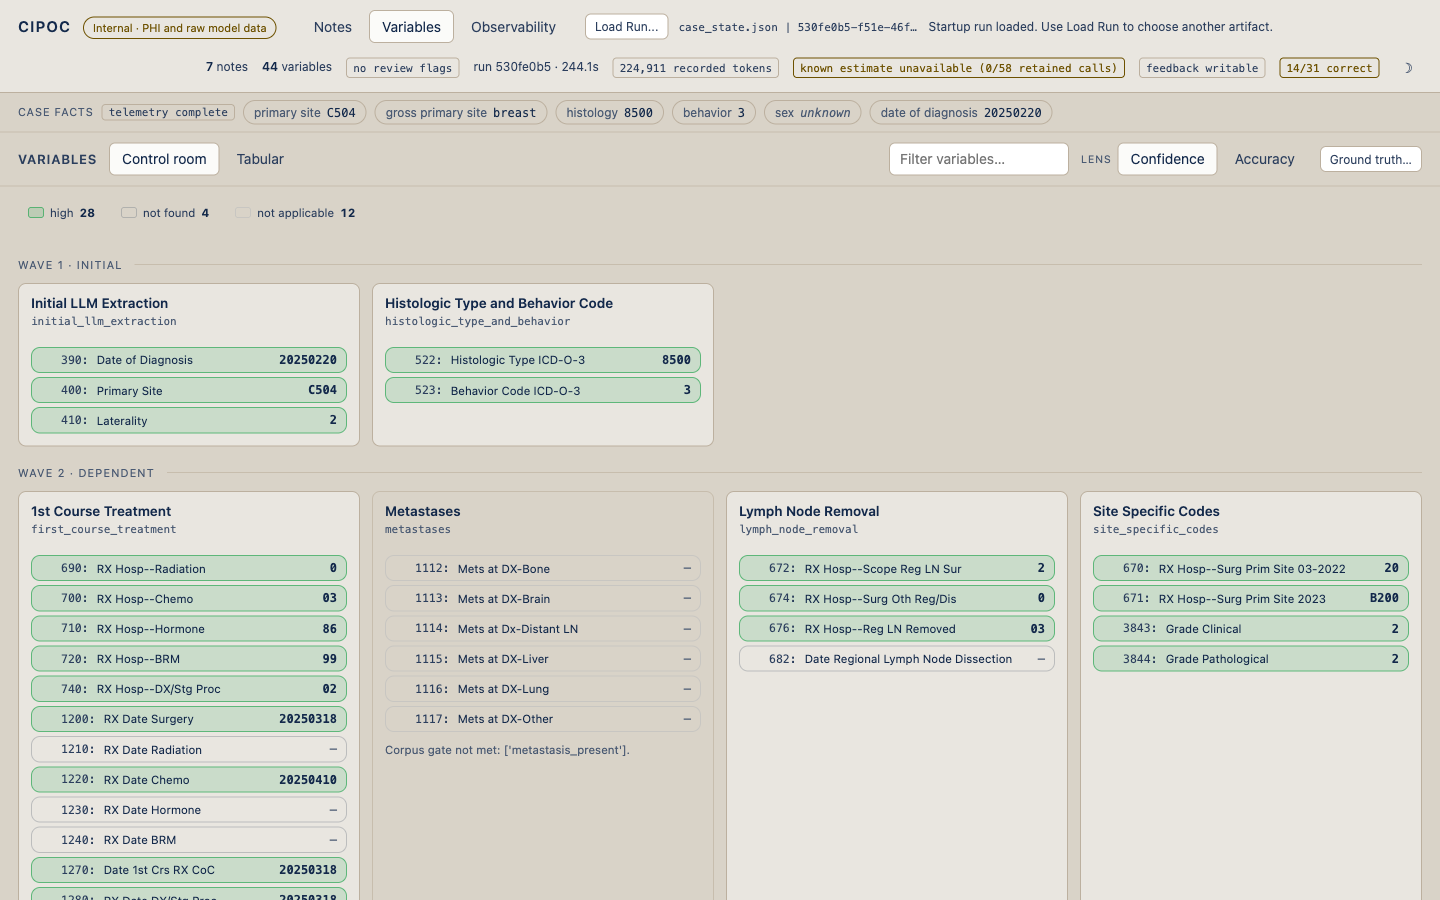 CIPOC Internal · PHI and raw model data Notes Variables Observability Load Run... case_state.json | 530fe0b5-f51e-46f… Startup run loaded. Use Load Run to choose another artifact.
7 notes 44 variables no review flags run 530fe0b5 · 244.1s 224,911 recorded tokens known estimate unavailable (0/58 retained calls) feedback writable 14/31 correct
CASE FACTS telemetry complete primary site C504 gross primary site breast histology 8500 behavior 3 sex unknown date of diagnosis 20250220
VARIABLES Control room Tabular Filter variables... LENS Confidence Accuracy Ground truth...
high 28 not found 4 not applicable 12
WAVE 1 · INITIAL
Initial LLM Extraction
initial_llm_extraction
390: Date of Diagnosis 20250220
400: Primary Site C504
410: Laterality 2
Histologic Type and Behavior Code
histologic_type_and_behavior
522: Histologic Type ICD-O-3 8500
523: Behavior Code ICD-O-3 3
WAVE 2 · DEPENDENT
1st Course Treatment
first_course_treatment
690: RX Hosp--Radiation 0
700: RX Hosp--Chemo 03
710: RX Hosp--Hormone 86
720: RX Hosp--BRM 99
740: RX Hosp--DX/Stg Proc 02
1200: RX Date Surgery 20250318
1210: RX Date Radiation —
1220: RX Date Chemo 20250410
1230: RX Date Hormone —
1240: RX Date BRM —
1270: Date 1st Crs RX CoC 20250318
1280: RX Date DX/Stg Proc 20250318
Metastases
metastases
1112: Mets at DX-Bone —
1113: Mets at DX-Brain —
1114: Mets at Dx-Distant LN —
1115: Mets at DX-Liver —
1116: Mets at DX-Lung —
1117: Mets at DX-Other —
Corpus gate not met: ['metastasis_present'].
Lymph Node Removal
lymph_node_removal
672: RX Hosp--Scope Reg LN Sur 2
674: RX Hosp--Surg Oth Reg/Dis 0
676: RX Hosp--Reg LN Removed 03
682: Date Regional Lymph Node Dissection —
Site Specific Codes
site_specific_codes
670: RX Hosp--Surg Prim Site 03-2022 20
671: RX Hosp--Surg Prim Site 2023 B200
3843: Grade Clinical 2
3844: Grade Pathological 2